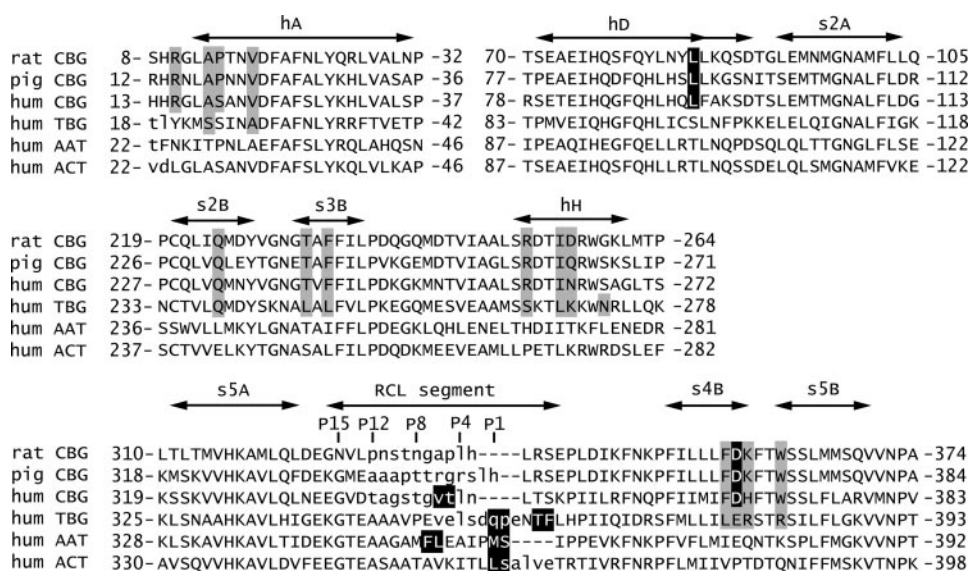 hA hD s2A
rat CBG 8- SHRGLAPTNVDFAFNLYQRLVALNP -32 70- TSEAEIHQSFQYLNYLLKQSDTGLEMNMGNAMFLLQ -105
pig CBG 12- RHRNLAPNNVDFAFNLYKHLVASAP -36 77- TPEAEIHQDFQHLHSLLKGSNITSEMTMGNALFLDR -112
hum CBG 13- HHRGLASANVDFAFSLYKHLVALSP -37 78- RSETEIHQGFQHLHQLFAKSDTSLEMTMGNALFLDG -113
hum TBG 18- tlYKMSSINADFAFNLYRRFTVETP -42 83- TPMVEIQHGFQHLICSLNFPKKELELQIGNALFIGK -118
hum AAT 22- tFNKITPNLAEFAFSLYRQLAHQSN -46 87- IPEAQIHEGFQELLRTLNQPDSQLQLTTGNGLFLSE -122
hum ACT 22- vdLGLASANVDFAFSLYKQLVLKAP -46 87- TSEAEIHQSFQHLLRTLNQSSDELQLSMGNAMFVKE -122
s2B s3B hH
rat CBG 219- PCQLIQMDYVGNGTAFFILPDQGQMDTVIAALSRDTIDRWGKLMTP -264
pig CBG 226- PCQLVQLEYTGNETAFFILPVKGEMDTVIAGLSRDTIQRWSKSLIP -271
hum CBG 227- PCQLVQMDYVGNGTVFFILPDKGKMNTVIAALSRDTINRWSAGLTS -272
hum TBG 233- NCTVLQMDYSKNALALFVLPKEGQMESVEAAMSSKTLKKWNRLLQK -278
hum AAT 236- SSWVLLMKYLGNATAIFFLPDEGKLQHLENELTHDIITKFLENEDR -281
hum ACT 237- SCTVVELKYTGNASALFILPDQDKMEEVEAMLLPETLKRWRDSLEF -282
s5A RCL segment s4B s5B
P15 P12 P8 P4 P1
rat CBG 310- LTLTMVHKAMLQLDEGNVLpnstngaplh----LRSEPLDIKFNKPFILLLFDKFTWSSLMMSQVVNPA -374
pig CBG 318- KMSKVVHKAMLQLDEKGMEaaapttrgrslh--LRSEPLDIKFNKPFILLLFDKFTWSSLMMSQVVNPA -384
hum CBG 319- KSSKVVHKAVLQLNEEGVDtagstgvtln----LTSKPIILRFNQPFIIMIFDHFTWSSLFLARVMNPV -383
hum TBG 325- KLSNAAHKAVLHIGEKGTEAAAVPEvelsdqpeNTFLHPIIQIDRSFMLLILERSTRSILFLGKVVNPT -393
hum AAT 328- KLSKAVHKAVLTIDEKGTEAAGAMFLEAIPMS----IPPEVKFNKPFVFLMIEQNTKSPLFMGKVVNPT -392
hum ACT 330- AVSQVVHKAVLDVFEEGTEASAATAVKITLLsalveTRTIVRFNRPFLMIIVPTDTQNIFFMSKVTNPK -398